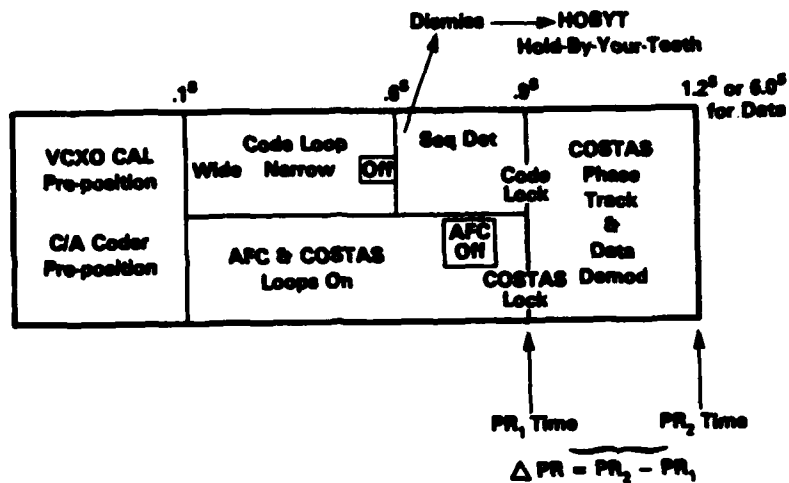 Dismiss → HOBYT
Hold-By-Your-Teeth
.1ˢ
.6ˢ
.9ˢ
1.2ˢ or 6.0ˢ
for Data
VCXO CAL
Pre-position
C/A Coder
Pre-position
Code Loop
Wide Narrow
Off
Seq Det
Code
Lock
AFC & COSTAS
Loops On
AFC
Off
COSTAS
Lock
COSTAS
Phase
Track
&
Data
Demod
PR₁ Time
PR₂ Time
Δ PR = PR₂ – PR₁